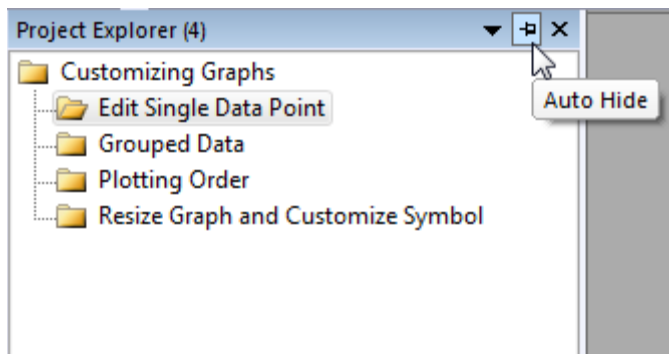 Project Explorer (4)
Auto Hide
Customizing Graphs
Edit Single Data Point
Grouped Data
Plotting Order
Resize Graph and Customize Symbol